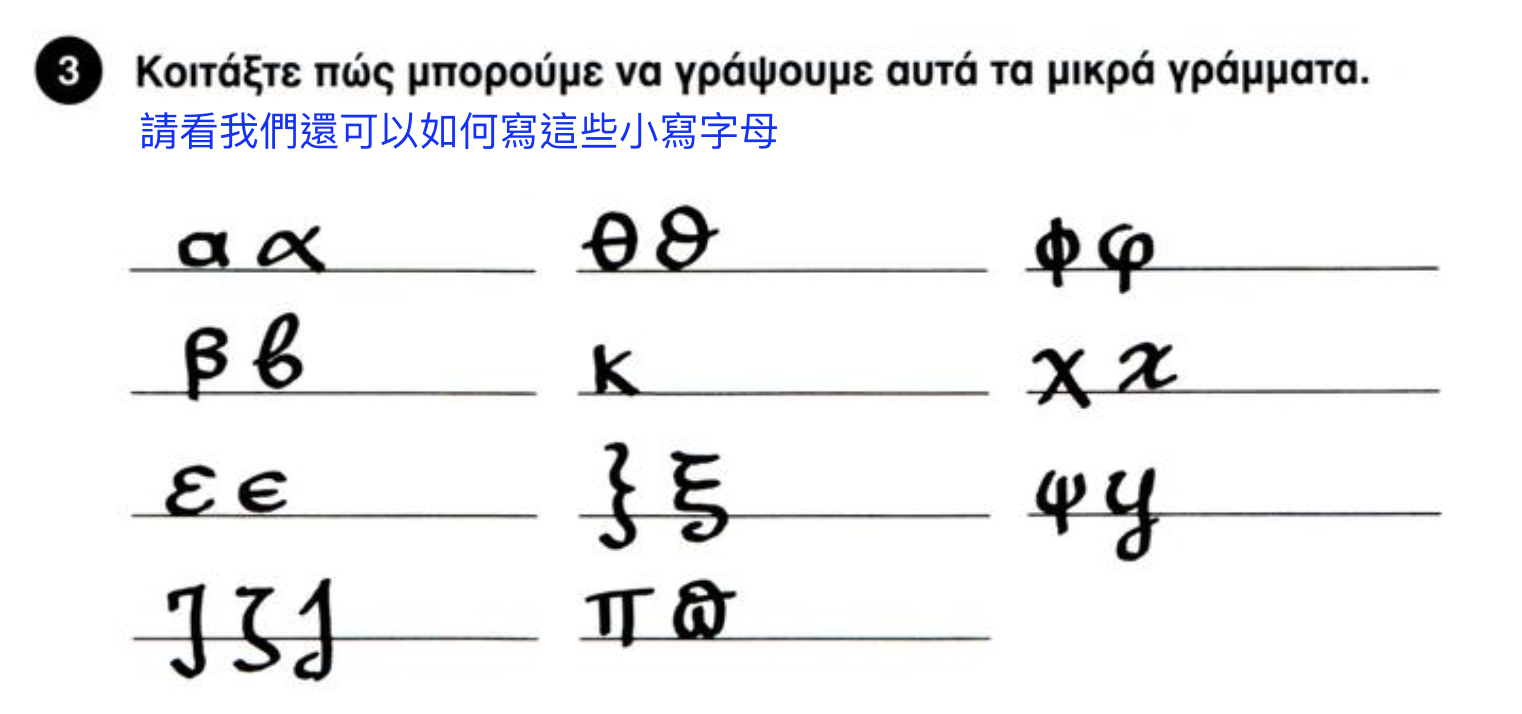 3 Κοιτάξτε πώς μπορούμε να γράψουμε αυτά τα μικρά γράμματα.
請看我們還可以如何寫這些小寫字母
α α θ ϑ ϕ φ
β β κ χ χ
ε ϵ ξ ξ ψ ψ
ζ ζ ζ π ϖ